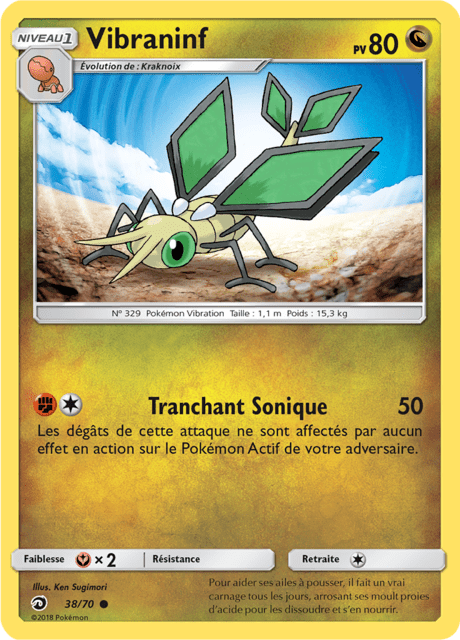 NIVEAU 1
Vibraninf
PV 80
Évolution de : Kraknoix
N° 329 Pokémon Vibration Taille : 1,1 m Poids : 15,3 kg
Tranchant Sonique 50
Les dégâts de cette attaque ne sont affectés par aucun
effet en action sur le Pokémon Actif de votre adversaire.
Faiblesse × 2 Résistance Retraite
Illus. Ken Sugimori
38/70
©2018 Pokémon
Pour aider ses ailes à pousser, il fait un vrai
carnage tous les jours, arrosant ses moult proies
d'acide pour les dissoudre et s'en nourrir.